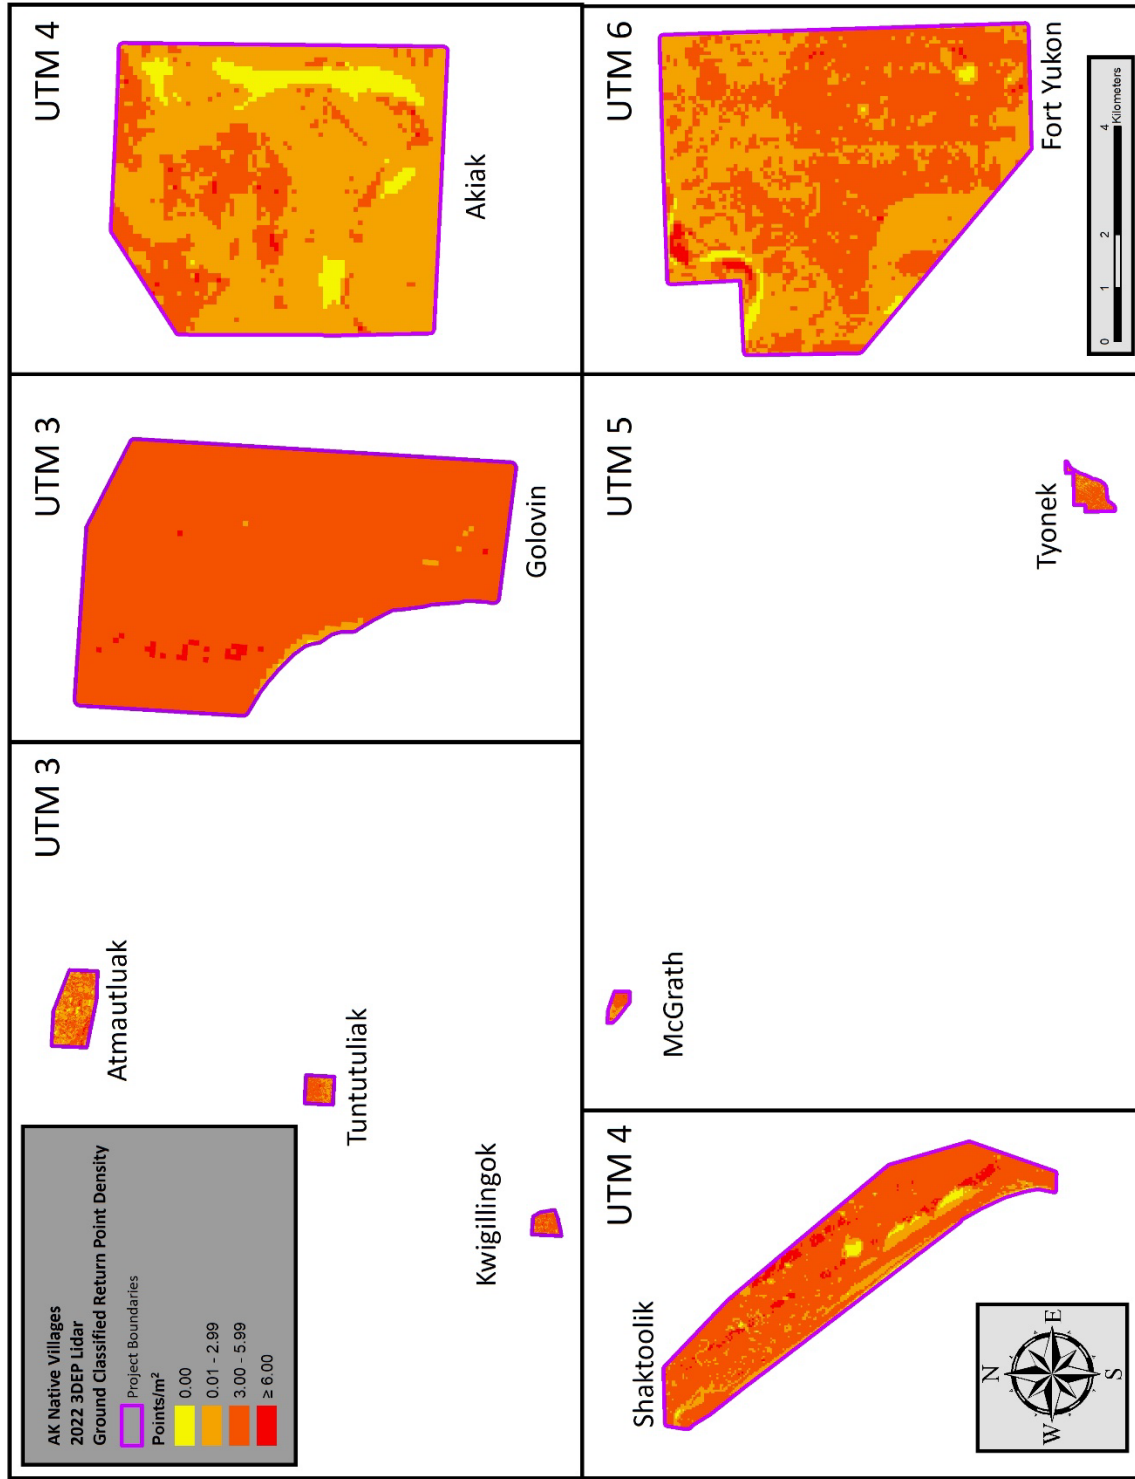 UTM 3
Atmautluak
Tuntutuliak
Kwigillingok
AK Native Villages
2022 3DEP Lidar
Ground Classified Return Point Density
Project Boundaries
Points/m²
0.00
0.01 - 2.99
3.00 - 5.99
≥ 6.00
UTM 3
Golovin
UTM 4
Akiak
UTM 4
Shaktoolik
N
W E
S
UTM 5
McGrath
Tyonek
UTM 6
Fort Yukon
0 1 2 4
Kilometers